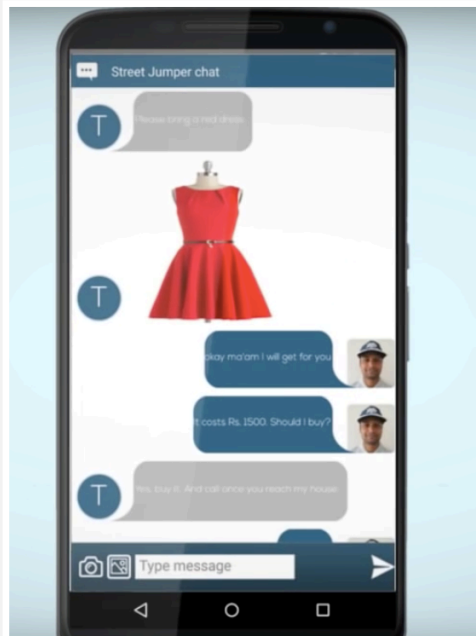 Street Jumper chat
T
Please bring a red dress
T
okay ma'am I will get for you
It costs Rs. 1500. Should I buy?
T
Yes, buy it. And call once you reach my house
Type message